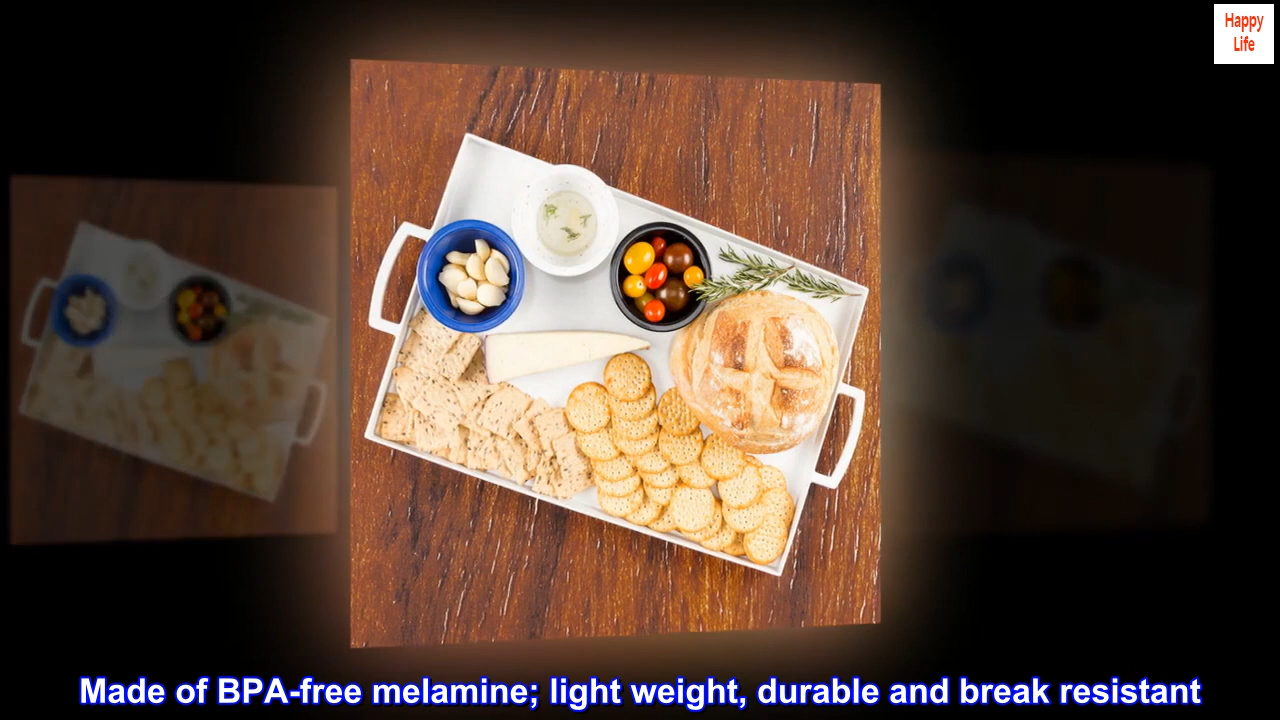 Happy
Life
Made of BPA-free melamine; light weight, durable and break resistant